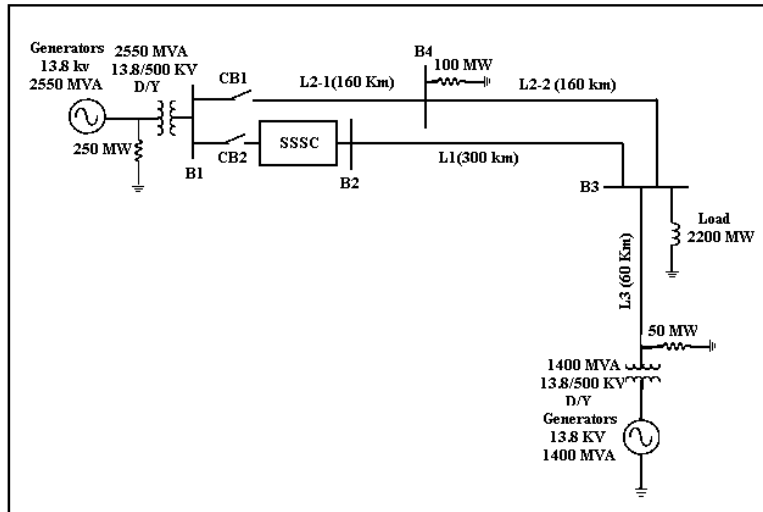 Generators
13.8 kv
2550 MVA
2550 MVA
13.8/500 KV
D/Y
250 MW
B1
CB1
CB2
L2-1(160 Km)
SSSC
B2
B4
100 MW
L2-2 (160 km)
L1(300 km)
B3
Load
2200 MW
L3 (60 Km)
50 MW
1400 MVA
13.8/500 KV
D/Y
Generators
13.8 KV
1400 MVA